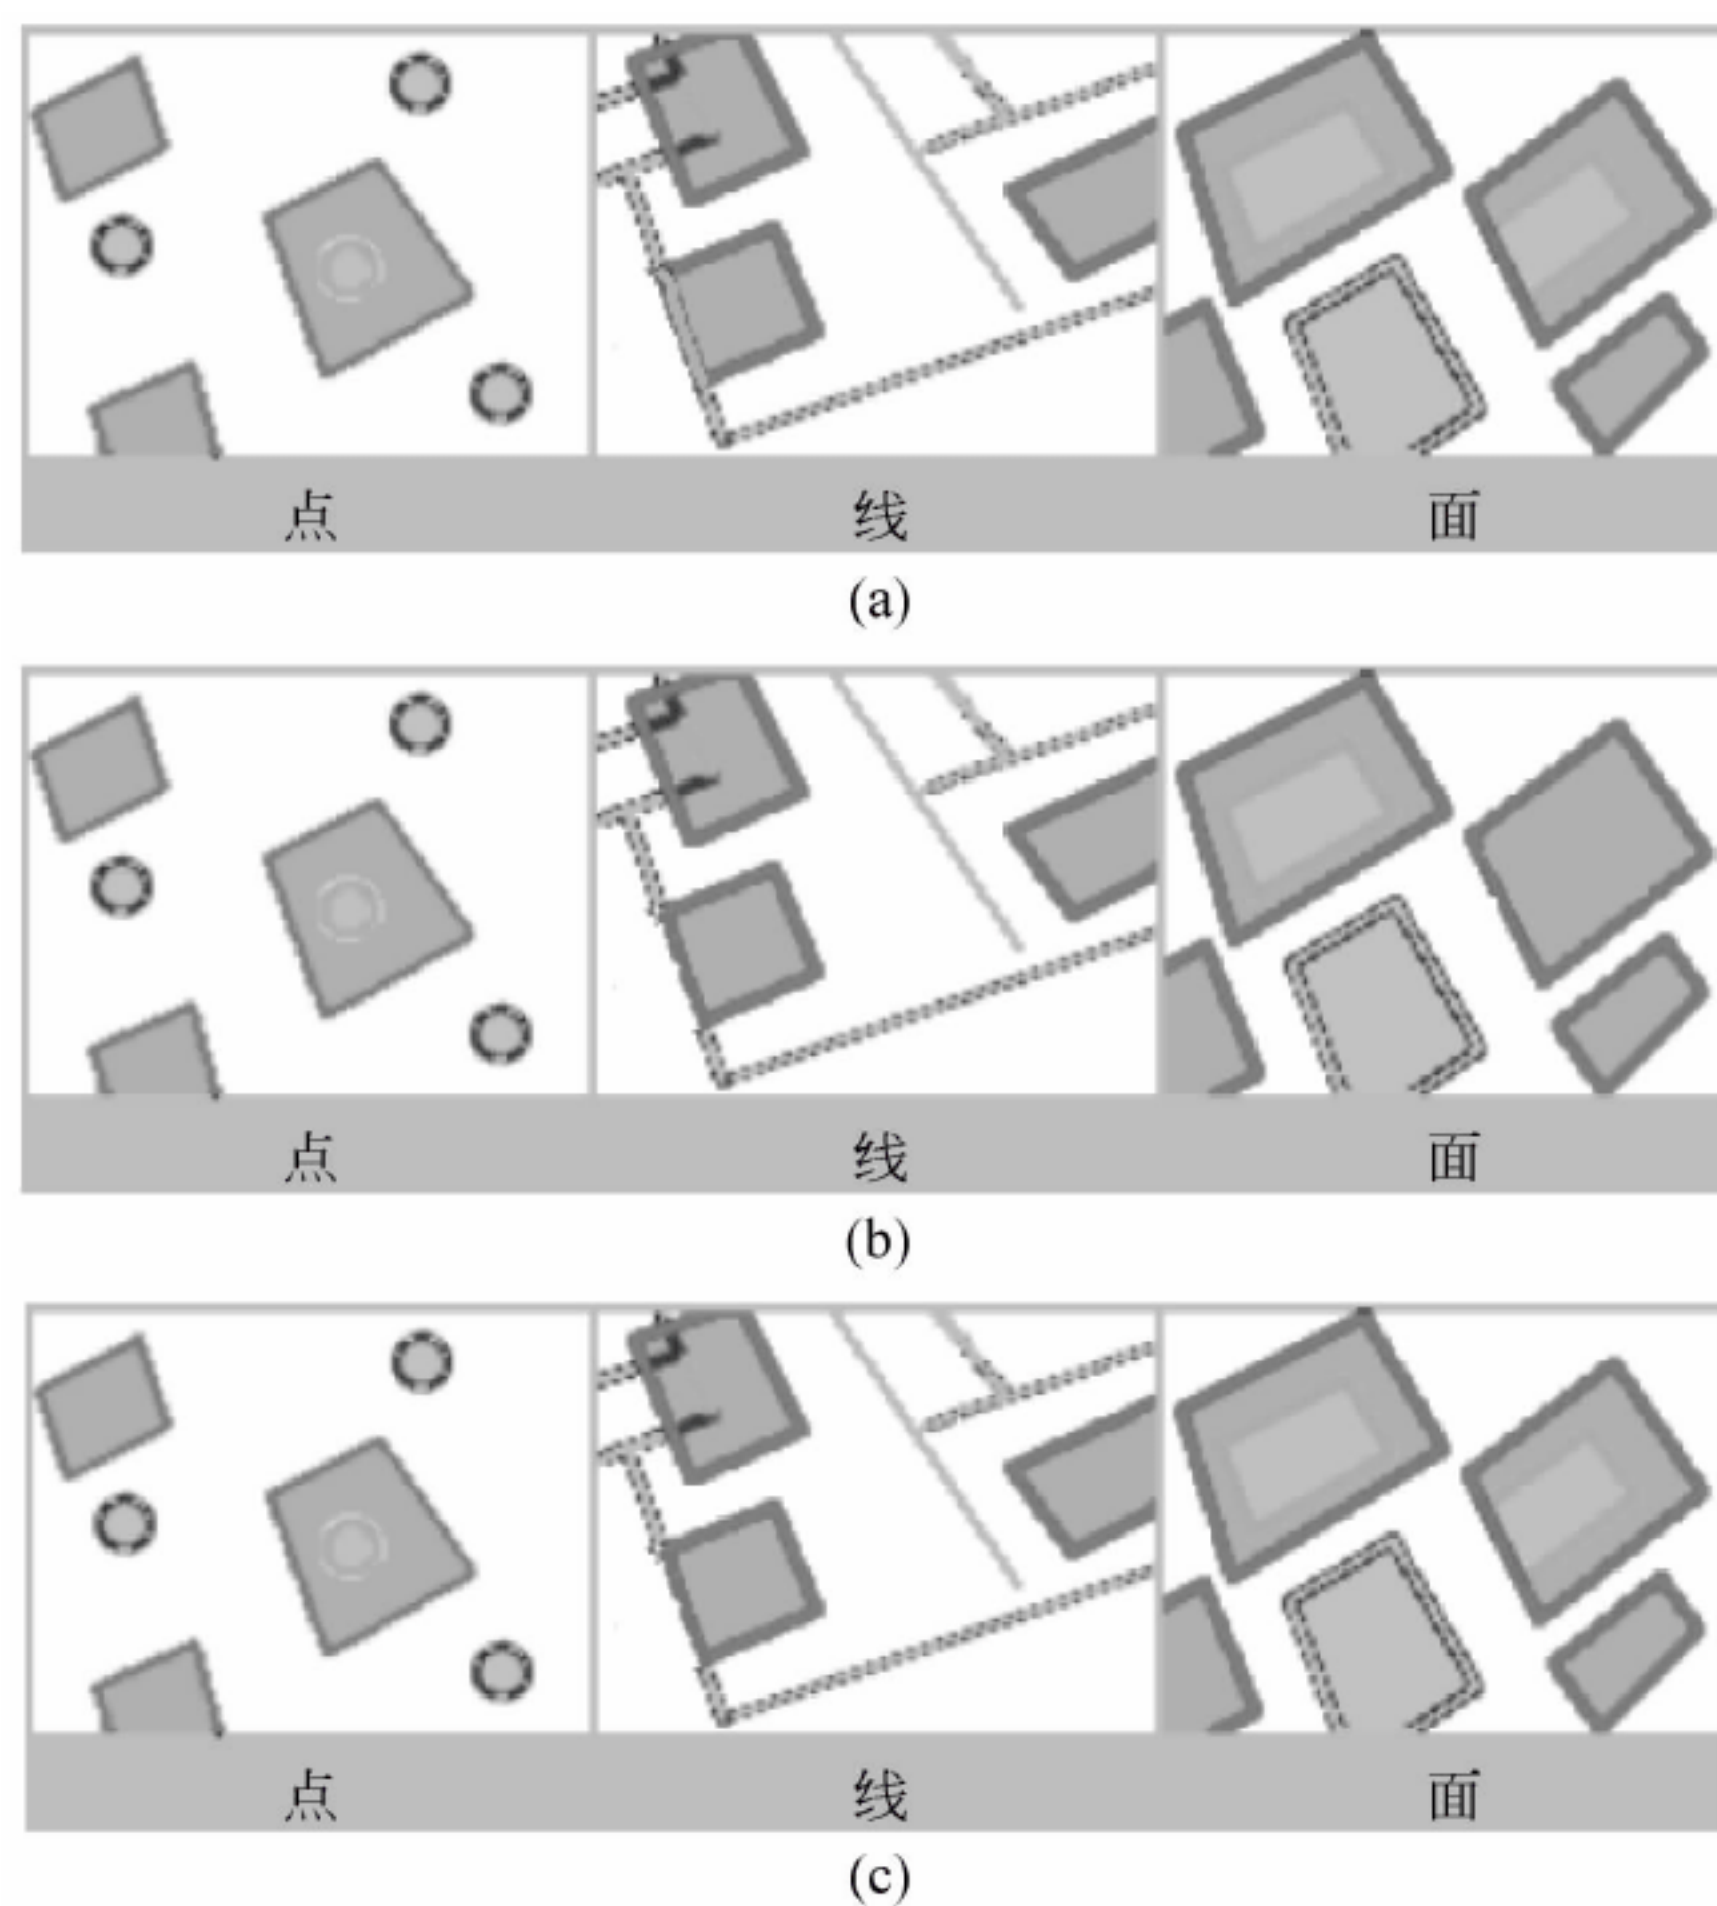 点 线 面
(a)
点 线 面
(b)
点 线 面
(c)